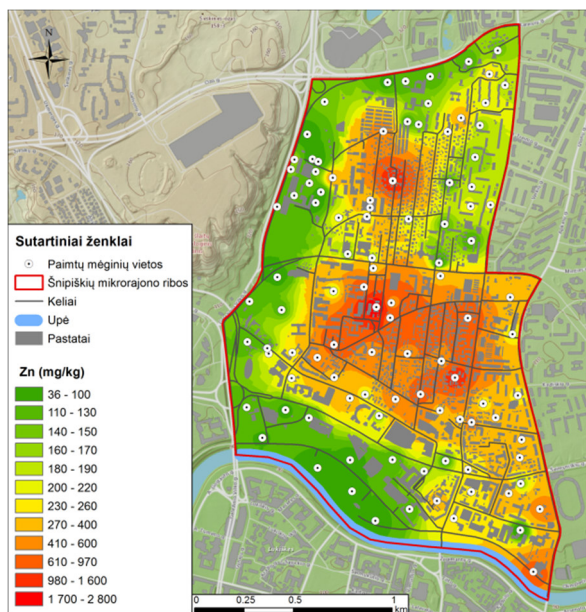 Sutartiniai ženklai
Paimtų mėginių vietos
Šnipiškių mikrorajono ribos
Keliai
Upė
Pastatai
Zn (mg/kg)
36 - 100
110 - 130
140 - 150
160 - 170
180 - 190
200 - 220
230 - 260
270 - 400
410 - 600
610 - 970
980 - 1 600
1 700 - 2 800
0 0.25 0.5 1
km